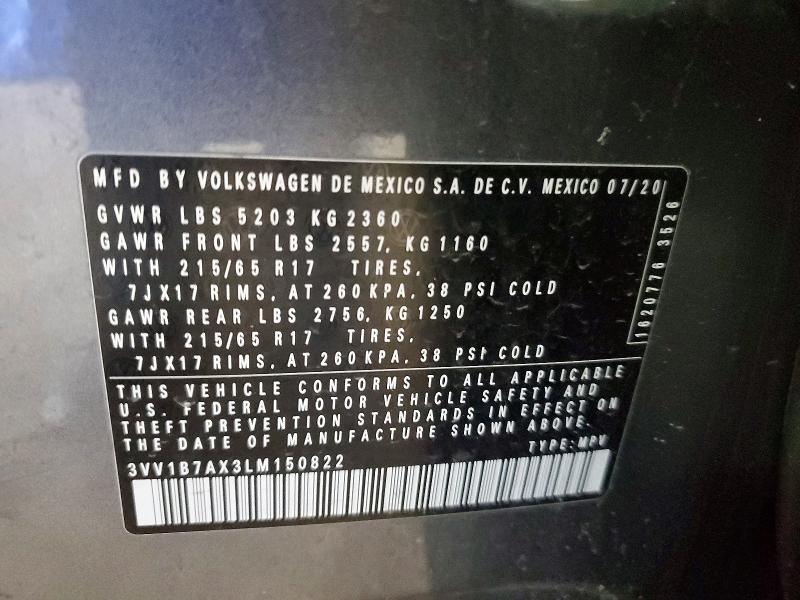 MFD BY VOLKSWAGEN DE MEXICO S.A. DE C.V. MEXICO 07/20
GVWR LBS 5203 KG 2360
GAWR FRONT LBS 2557, KG 1160
WITH 215/65 R17 TIRES,
7JX17 RIMS, AT 260 KPA, 38 PSI COLD
GAWR REAR LBS 2756, KG 1250
WITH 215/65 R17 TIRES,
7JX17 RIMS, AT 260 KPA, 38 PSI COLD
1620776 3526
THIS VEHICLE CONFORMS TO ALL APPLICABLE
U.S. FEDERAL MOTOR VEHICLE SAFETY AND
THEFT PREVENTION STANDARDS IN EFFECT ON
THE DATE OF MANUFACTURE SHOWN ABOVE.
TYPE: MPV
3VV1B7AX3LM150822